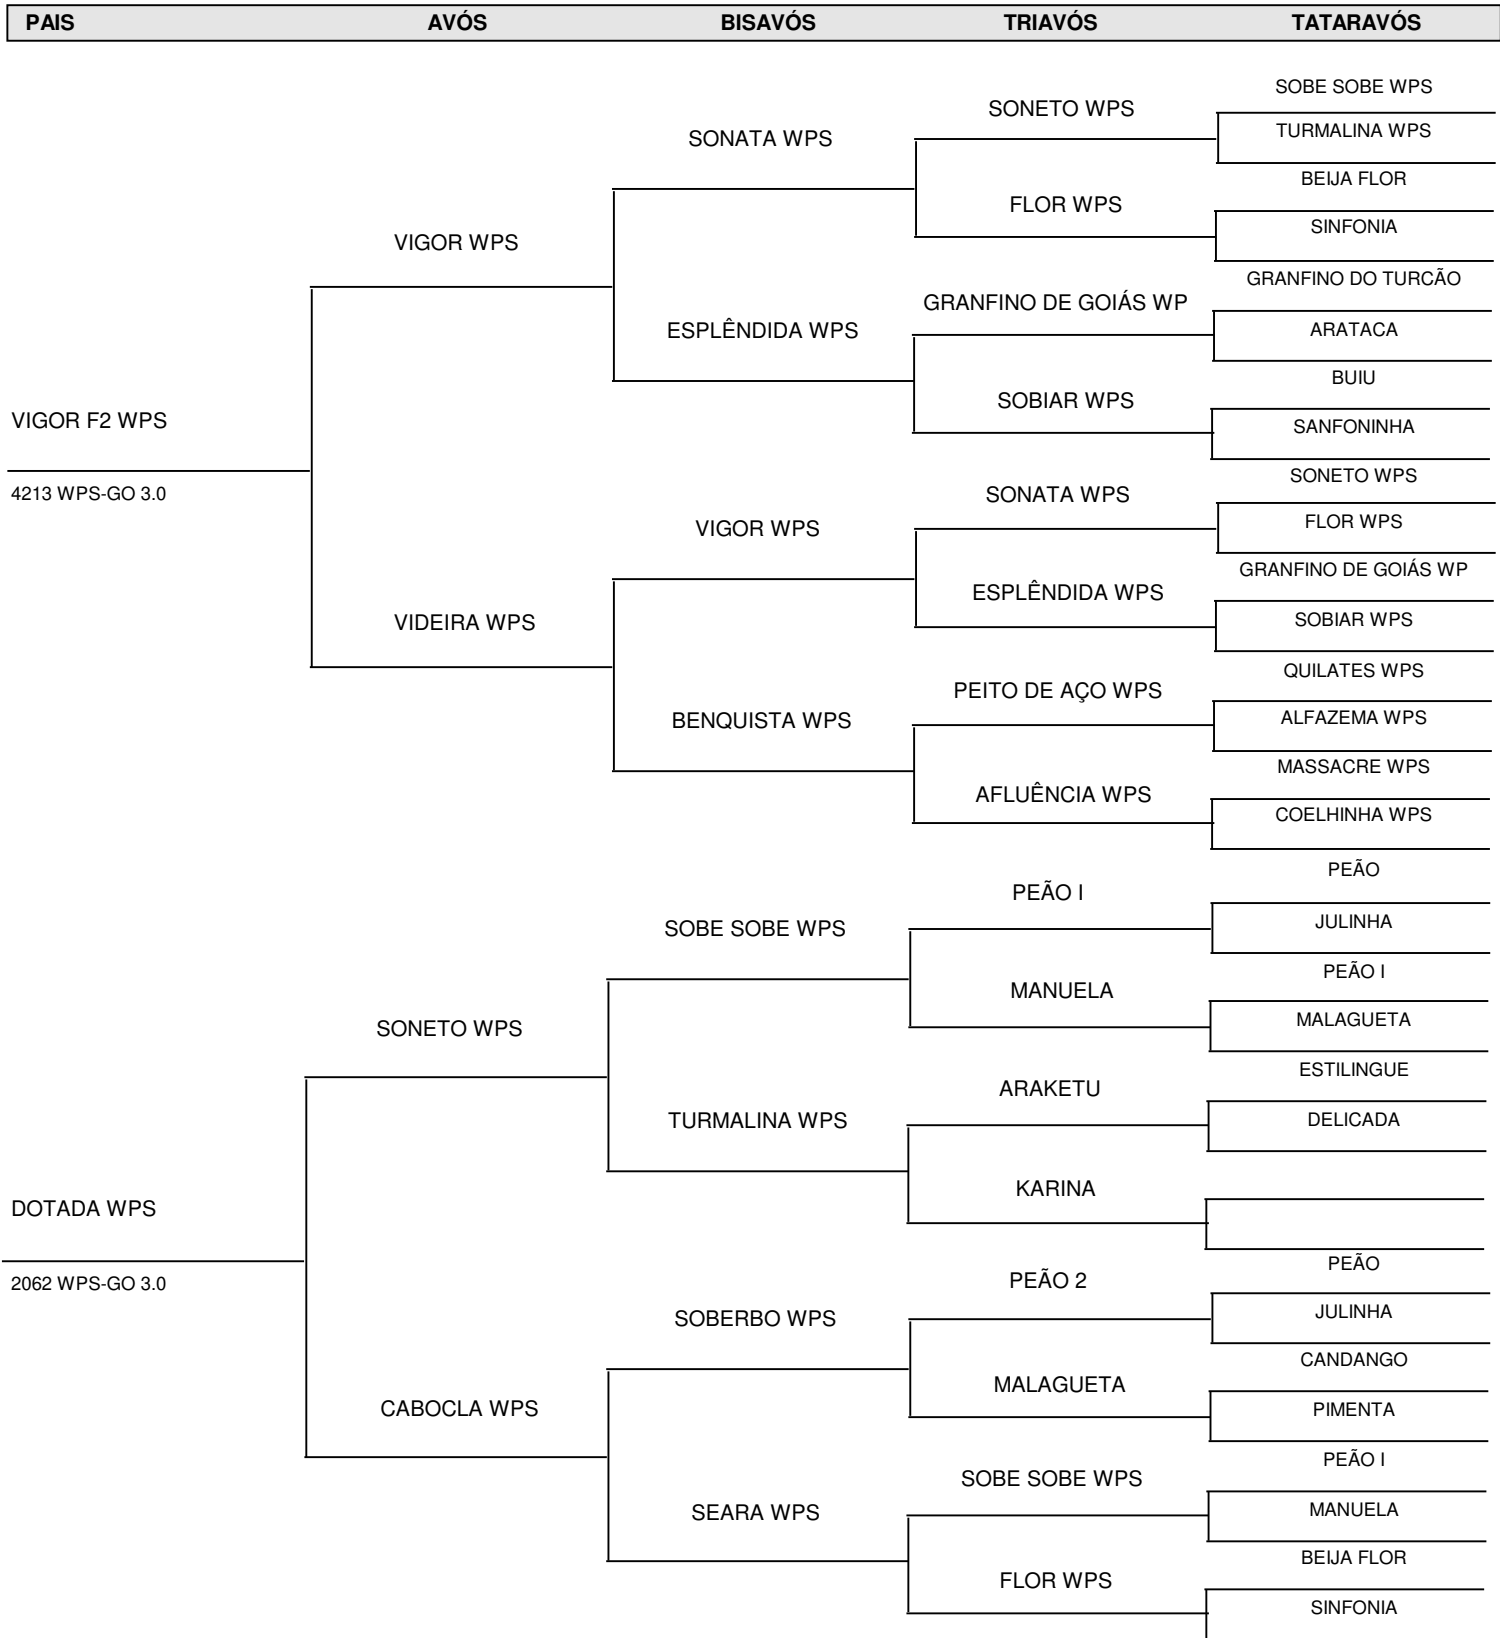 PAIS AVÓS BISAVÓS TRIAVÓS TATARAVÓS
SOBE SOBE WPS
SONETO WPS
TURMALINA WPS
SONATA WPS
BEIJA FLOR
FLOR WPS
SINFONIA
VIGOR WPS
GRANFINO DO TURCÃO
GRANFINO DE GOIÁS WP
ESPLÊNDIDA WPS
ARATACA
BUIU
SOBIAR WPS
VIGOR F2 WPS
SANFONINHA
SONETO WPS
4213 WPS-GO 3.0
SONATA WPS
FLOR WPS
VIGOR WPS
GRANFINO DE GOIÁS WP
ESPLÊNDIDA WPS
SOBIAR WPS
VIDEIRA WPS
QUILATES WPS
PEITO DE AÇO WPS
ALFAZEMA WPS
BENQUISTA WPS
MASSACRE WPS
AFLUÊNCIA WPS
COELHINHA WPS
PEÃO
PEÃO I
JULINHA
SOBE SOBE WPS
PEÃO I
MANUELA
MALAGUETA
SONETO WPS
ESTILINGUE
ARAKETU
DELICADA
TURMALINA WPS
KARINA
DOTADA WPS
PEÃO
PEÃO 2
2062 WPS-GO 3.0
JULINHA
SOBERBO WPS
CANDANGO
MALAGUETA
CABOCLA WPS
PIMENTA
PEÃO I
SOBE SOBE WPS
MANUELA
SEARA WPS
BEIJA FLOR
FLOR WPS
SINFONIA